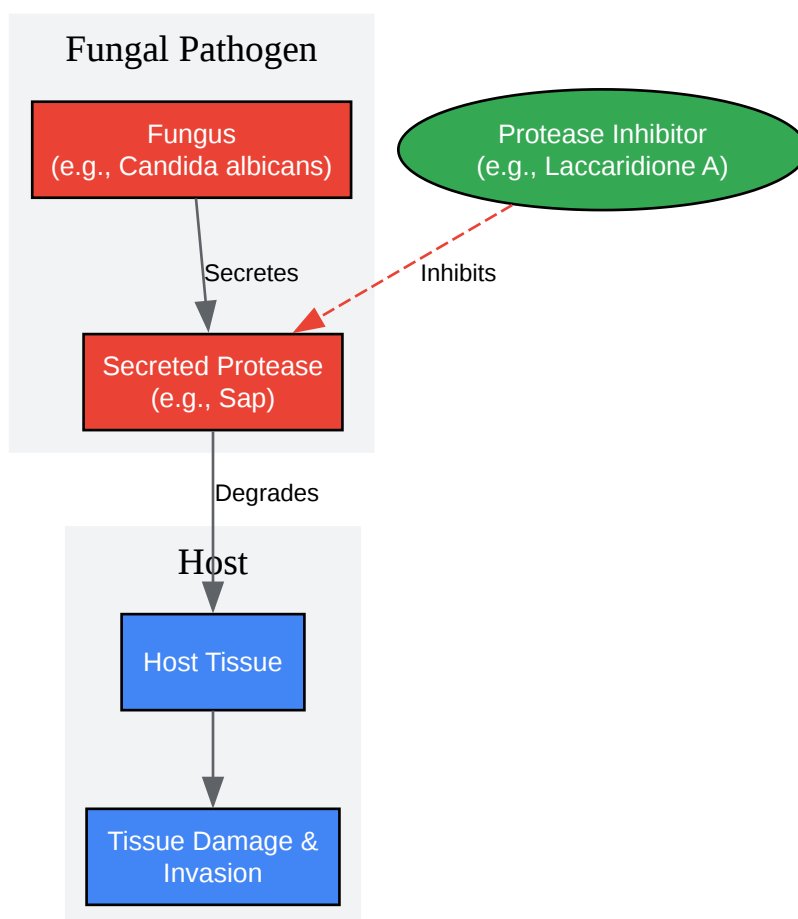 Fungal Pathogen
Fungus
(e.g., Candida albicans)
Protease Inhibitor
(e.g., Laccaridione A)
Secretes
Inhibits
Secreted Protease
(e.g., Sap)
Degrades
Host
Host Tissue
Tissue Damage &
Invasion